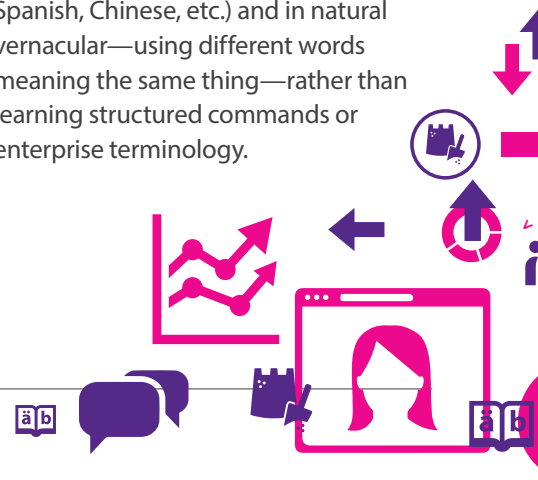 Spanish, Chinese, etc.) and in natural
vernacular—using different words
meaning the same thing—rather than
learning structured commands or
enterprise terminology.
ä b
ä b